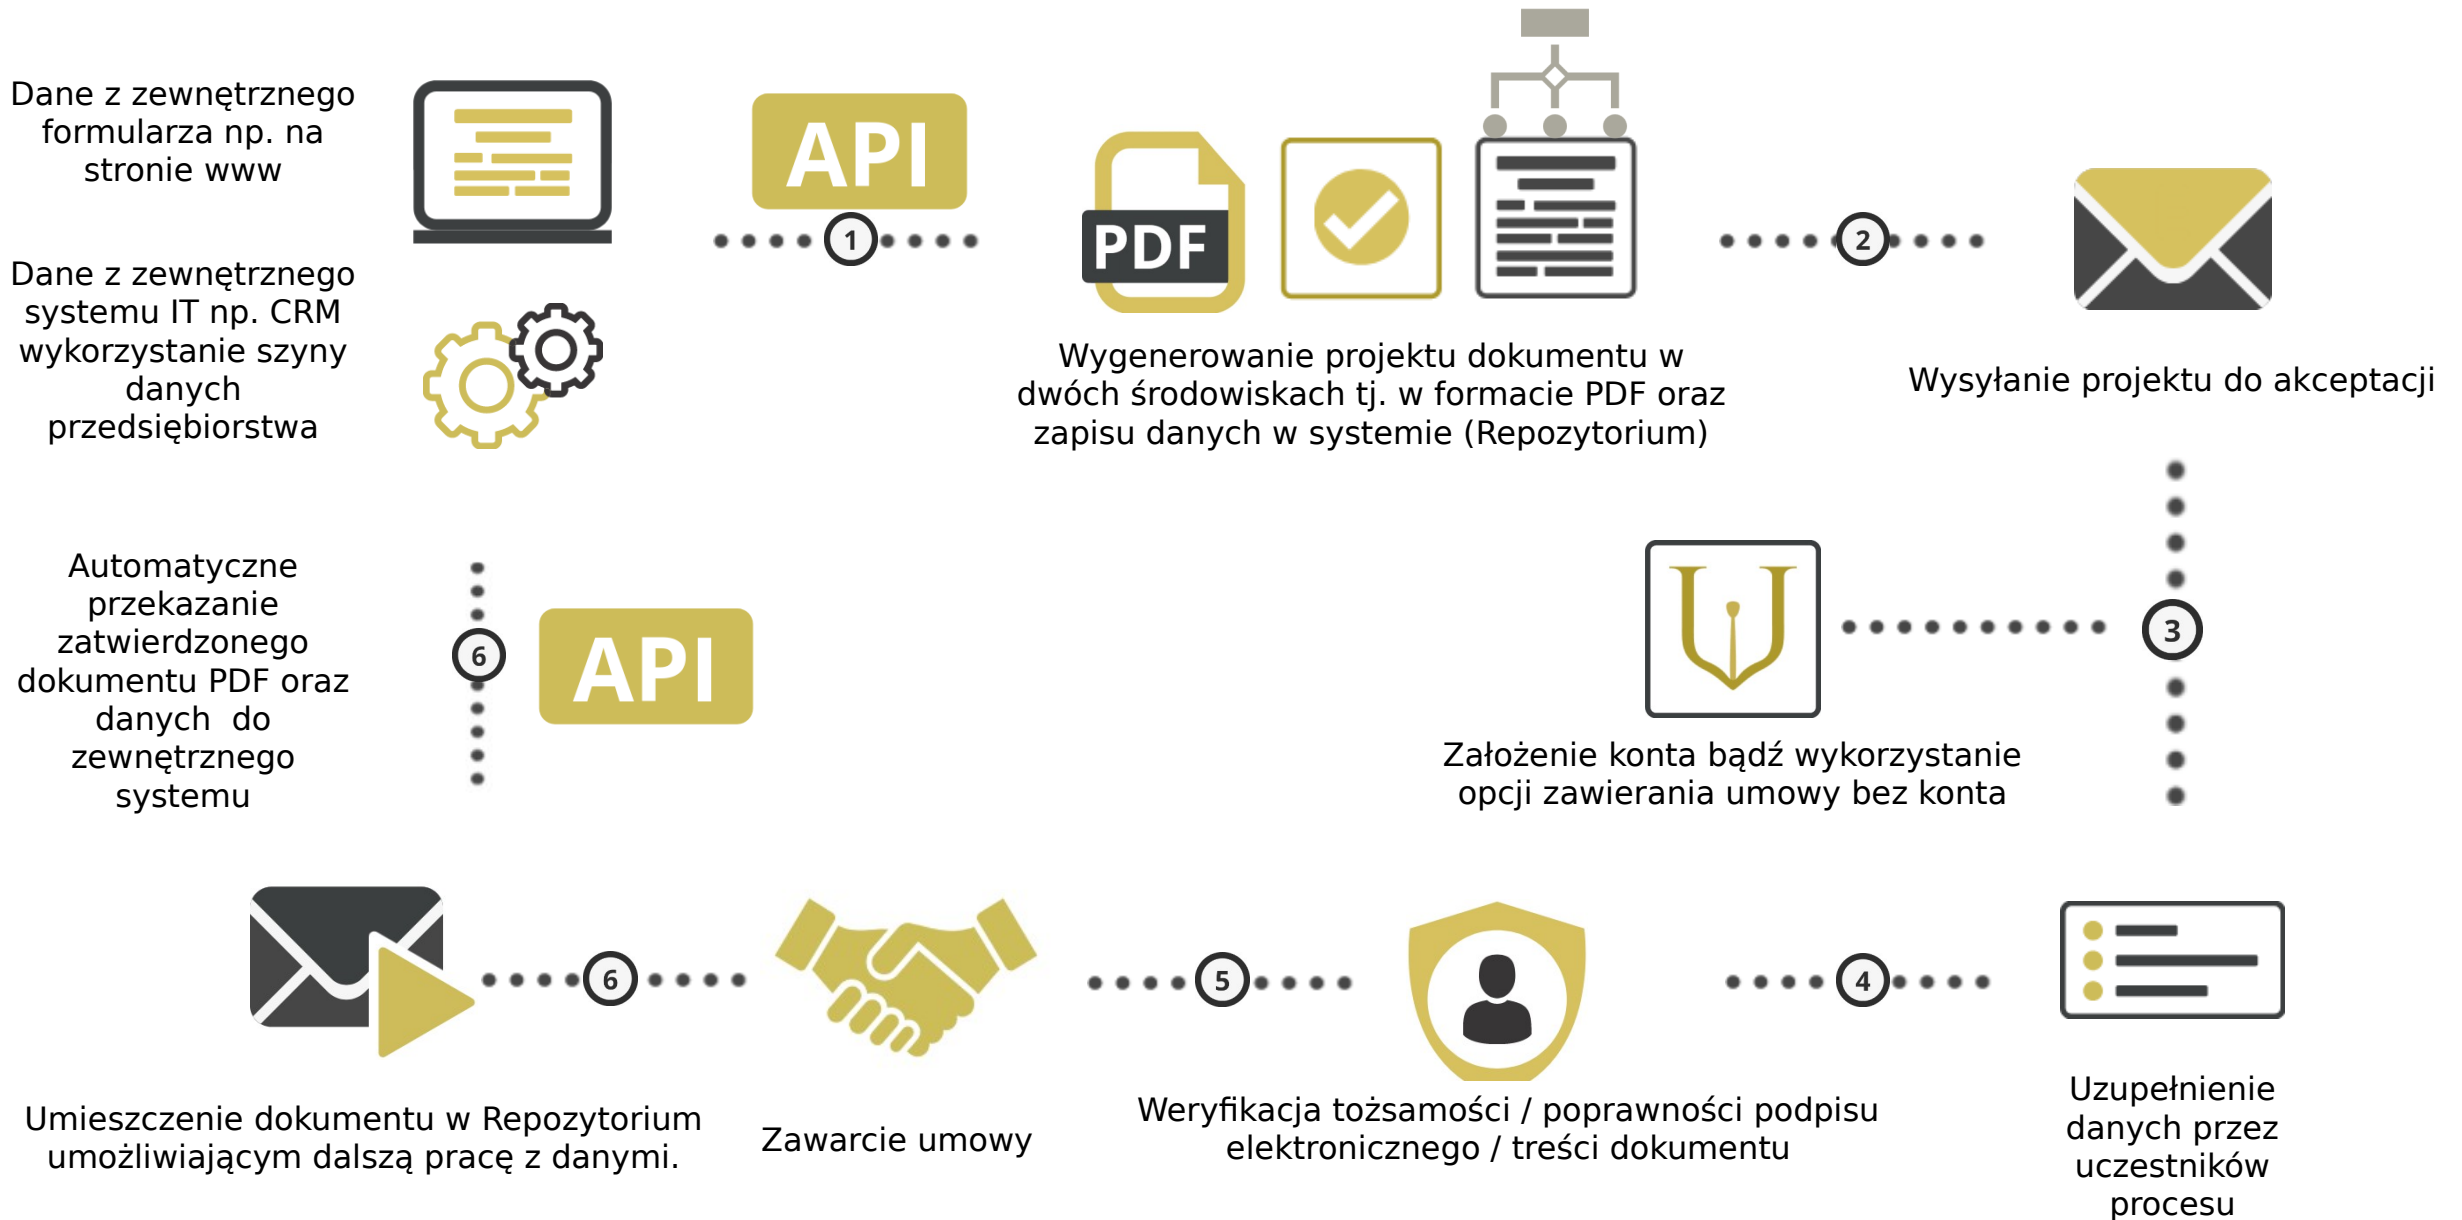 Dane z zewnętrznego
formularza np. na
stronie www
API
1
PDF
2
Dane z zewnętrznego
systemu IT np. CRM
wykorzystanie szyny
danych
przedsiębiorstwa
Wygenerowanie projektu dokumentu w
dwóch środowiskach tj. w formacie PDF oraz
zapisu danych w systemie (Repozytorium)
Wysyłanie projektu do akceptacji
Automatyczne
przekazanie
zatwierdzonego
dokumentu PDF oraz
danych do
zewnętrznego
systemu
6
API
3
Założenie konta bądź wykorzystanie
opcji zawierania umowy bez konta
6
5
4
Umieszczenie dokumentu w Repozytorium
umożliwiającym dalszą pracę z danymi.
Zawarcie umowy
Weryfikacja tożsamości / poprawności podpisu
elektronicznego / treści dokumentu
Uzupełnienie
danych przez
uczestników
procesu